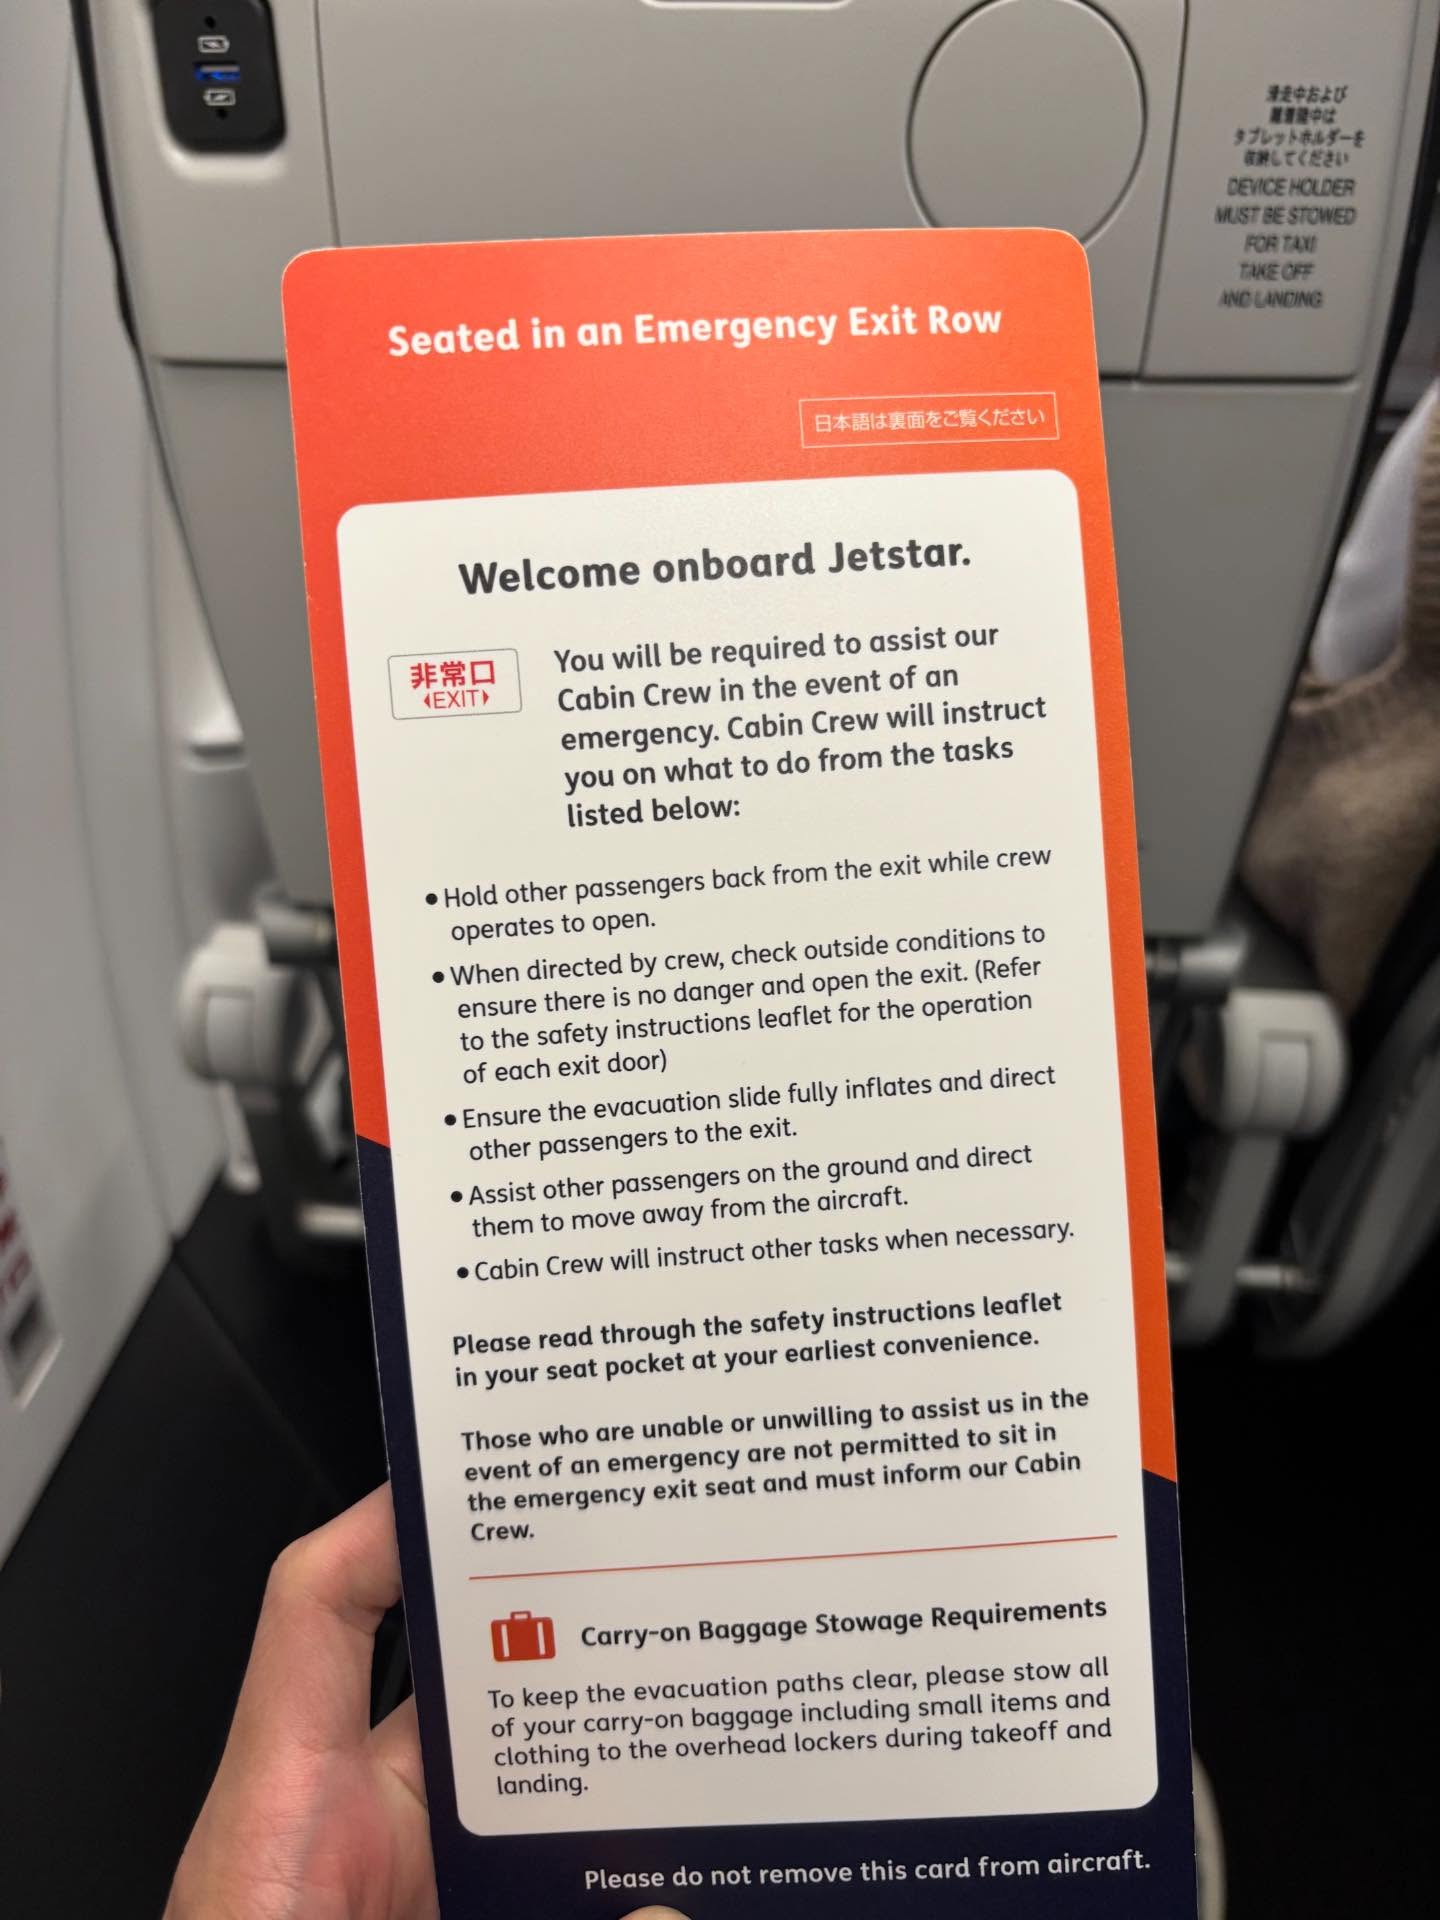 滑走中および
離着陸中は
タブレットホルダーを
収納してください
DEVICE HOLDER
MUST BE STOWED
FOR TAXI
TAKE OFF
AND LANDING
Seated in an Emergency Exit Row
日本語は裏面をご覧ください
Welcome onboard Jetstar.
非常口
EXIT
You will be required to assist our
Cabin Crew in the event of an
emergency. Cabin Crew will instruct
you on what to do from the tasks
listed below:
• Hold other passengers back from the exit while crew
operates to open.
• When directed by crew, check outside conditions to
ensure there is no danger and open the exit. (Refer
to the safety instructions leaflet for the operation
of each exit door)
• Ensure the evacuation slide fully inflates and direct
other passengers to the exit.
• Assist other passengers on the ground and direct
them to move away from the aircraft.
• Cabin Crew will instruct other tasks when necessary.
Please read through the safety instructions leaflet
in your seat pocket at your earliest convenience.
Those who are unable or unwilling to assist us in the
event of an emergency are not permitted to sit in
the emergency exit seat and must inform our Cabin
Crew.
Carry-on Baggage Stowage Requirements
To keep the evacuation paths clear, please stow all
of your carry-on baggage including small items and
clothing to the overhead lockers during takeoff and
landing.
Please do not remove this card from aircraft.